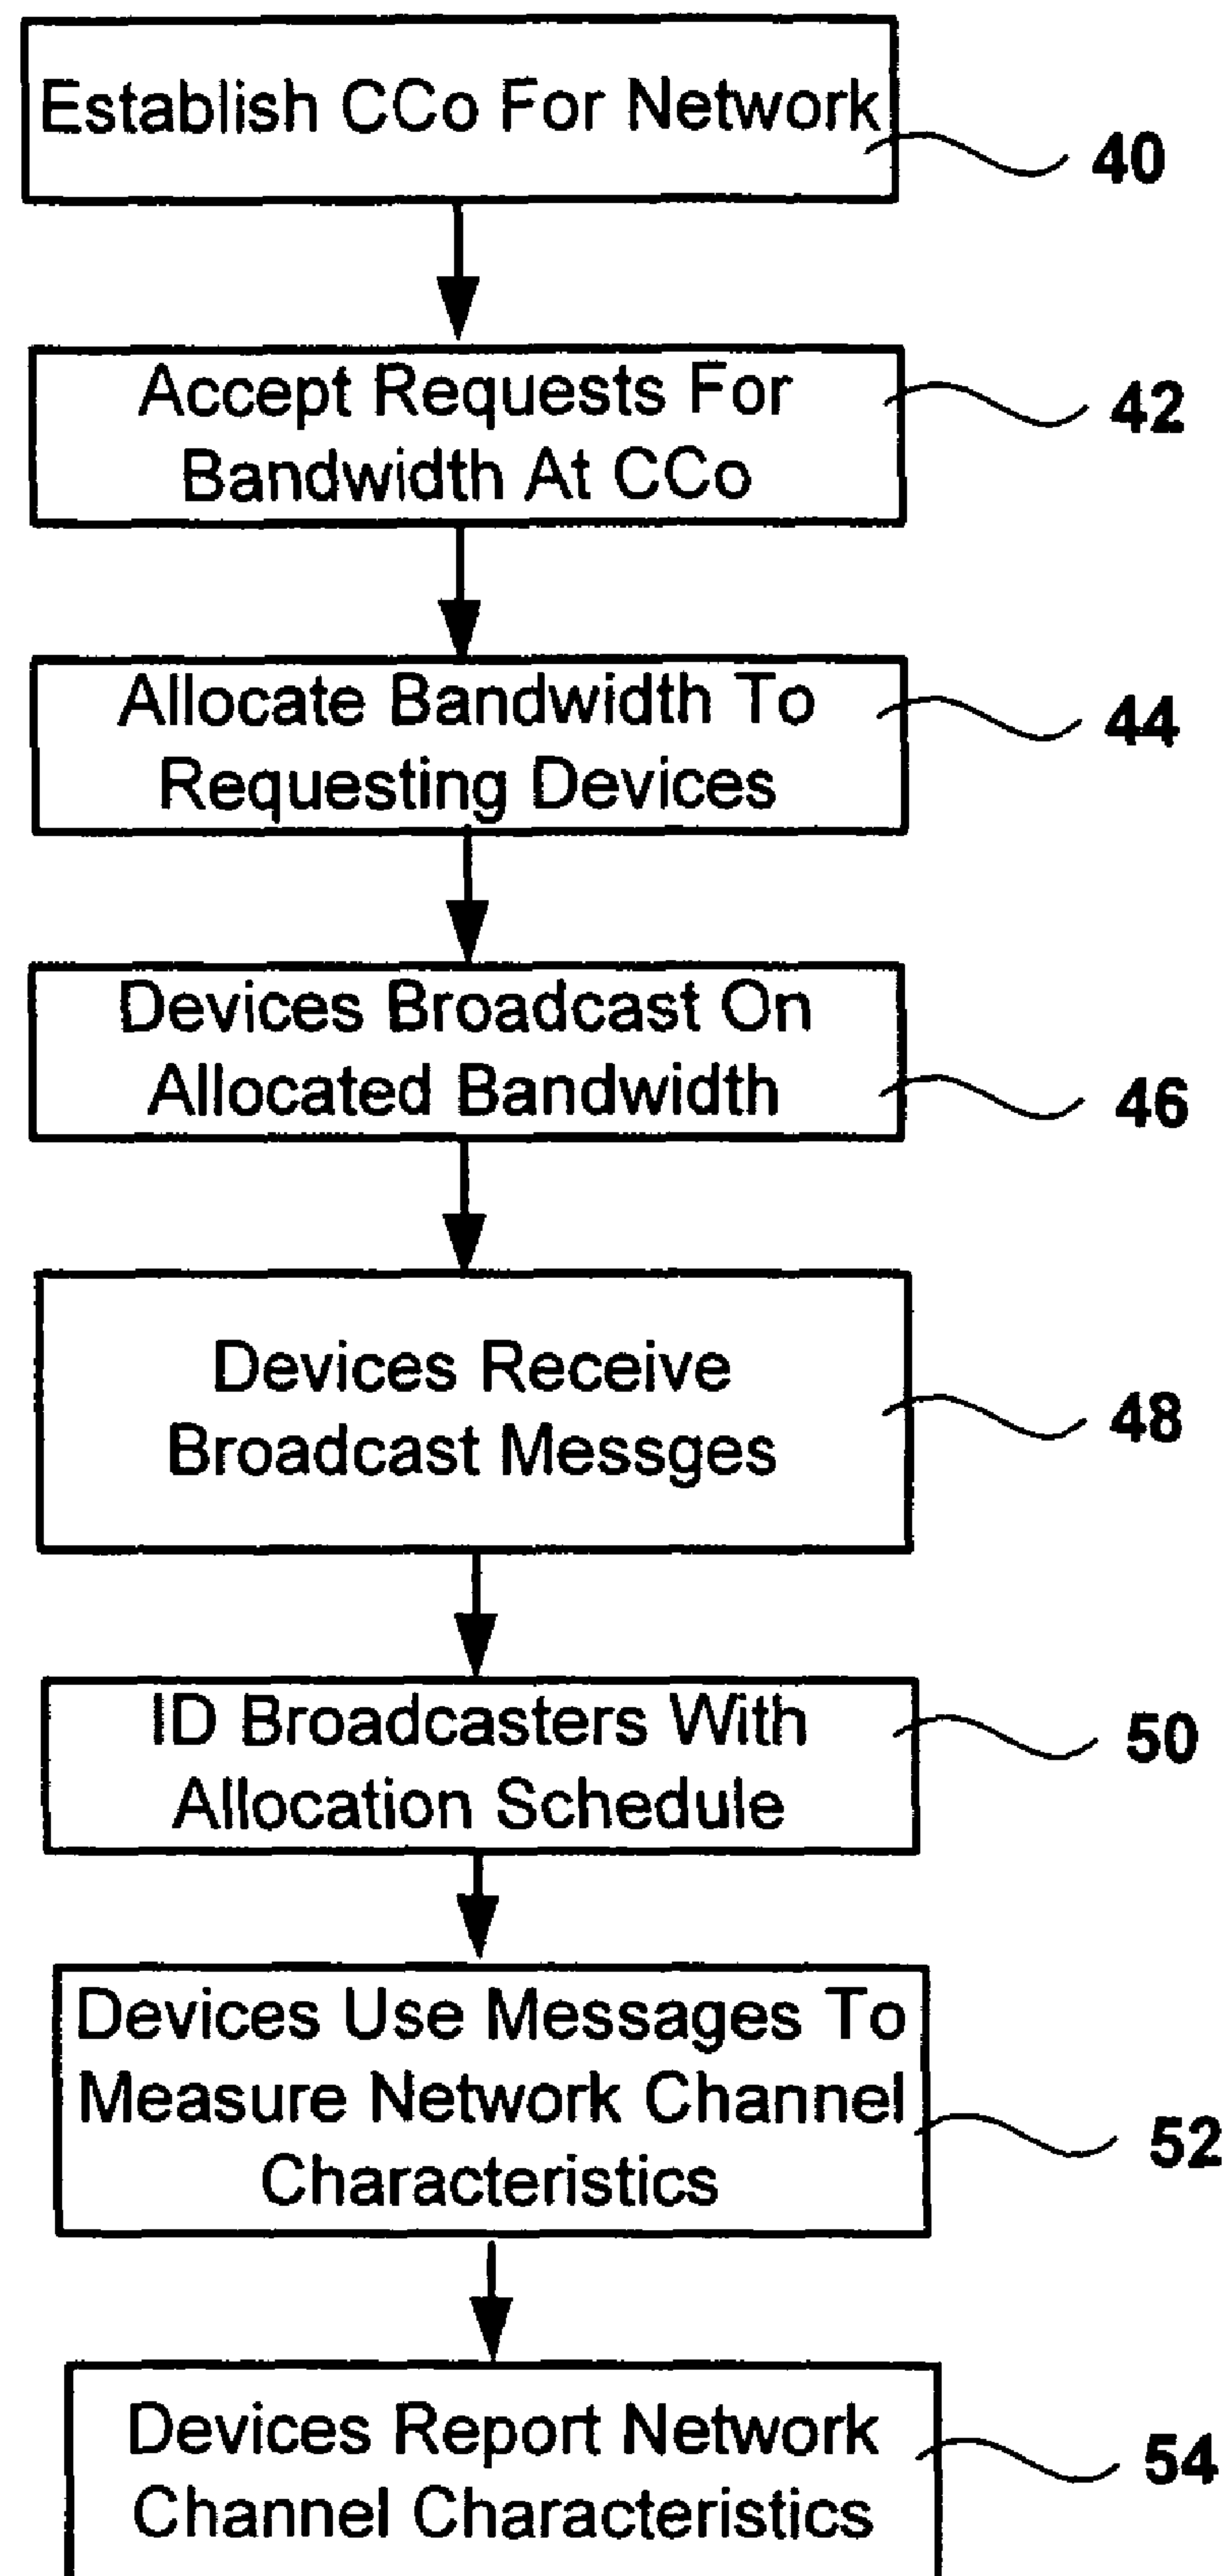 Establish CCo For Network
40
Accept Requests For
Bandwidth At CCo
42
Allocate Bandwidth To
Requesting Devices
44
Devices Broadcast On
Allocated Bandwidth
46
Devices Receive
Broadcast Messges
48
ID Broadcasters With
Allocation Schedule
50
Devices Use Messages To
Measure Network Channel
Characteristics
52
Devices Report Network
Channel Characteristics
54